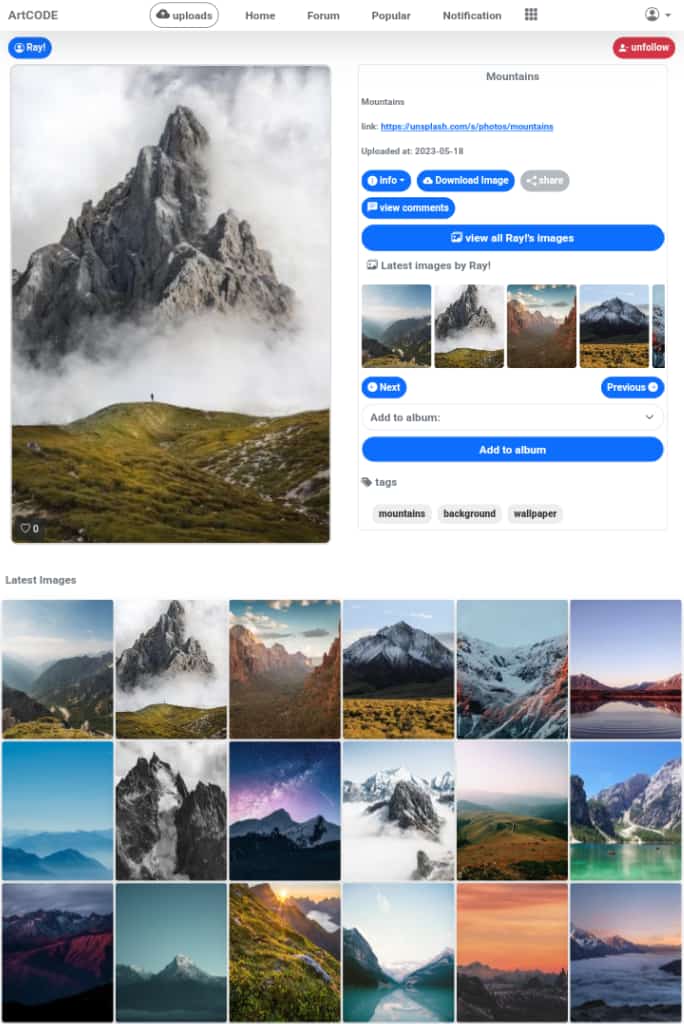 ArtCODE
uploads
Home
Forum
Popular
Notification
Ray!
unfollow
Mountains
Mountains
link: https://unsplash.com/s/photos/mountains
Uploaded at: 2023-05-18
info
Download Image
share
view comments
view all Ray!'s images
Latest images by Ray!
Next
Previous
Add to album:
Add to album
tags
mountains
background
wallpaper
0
Latest Images